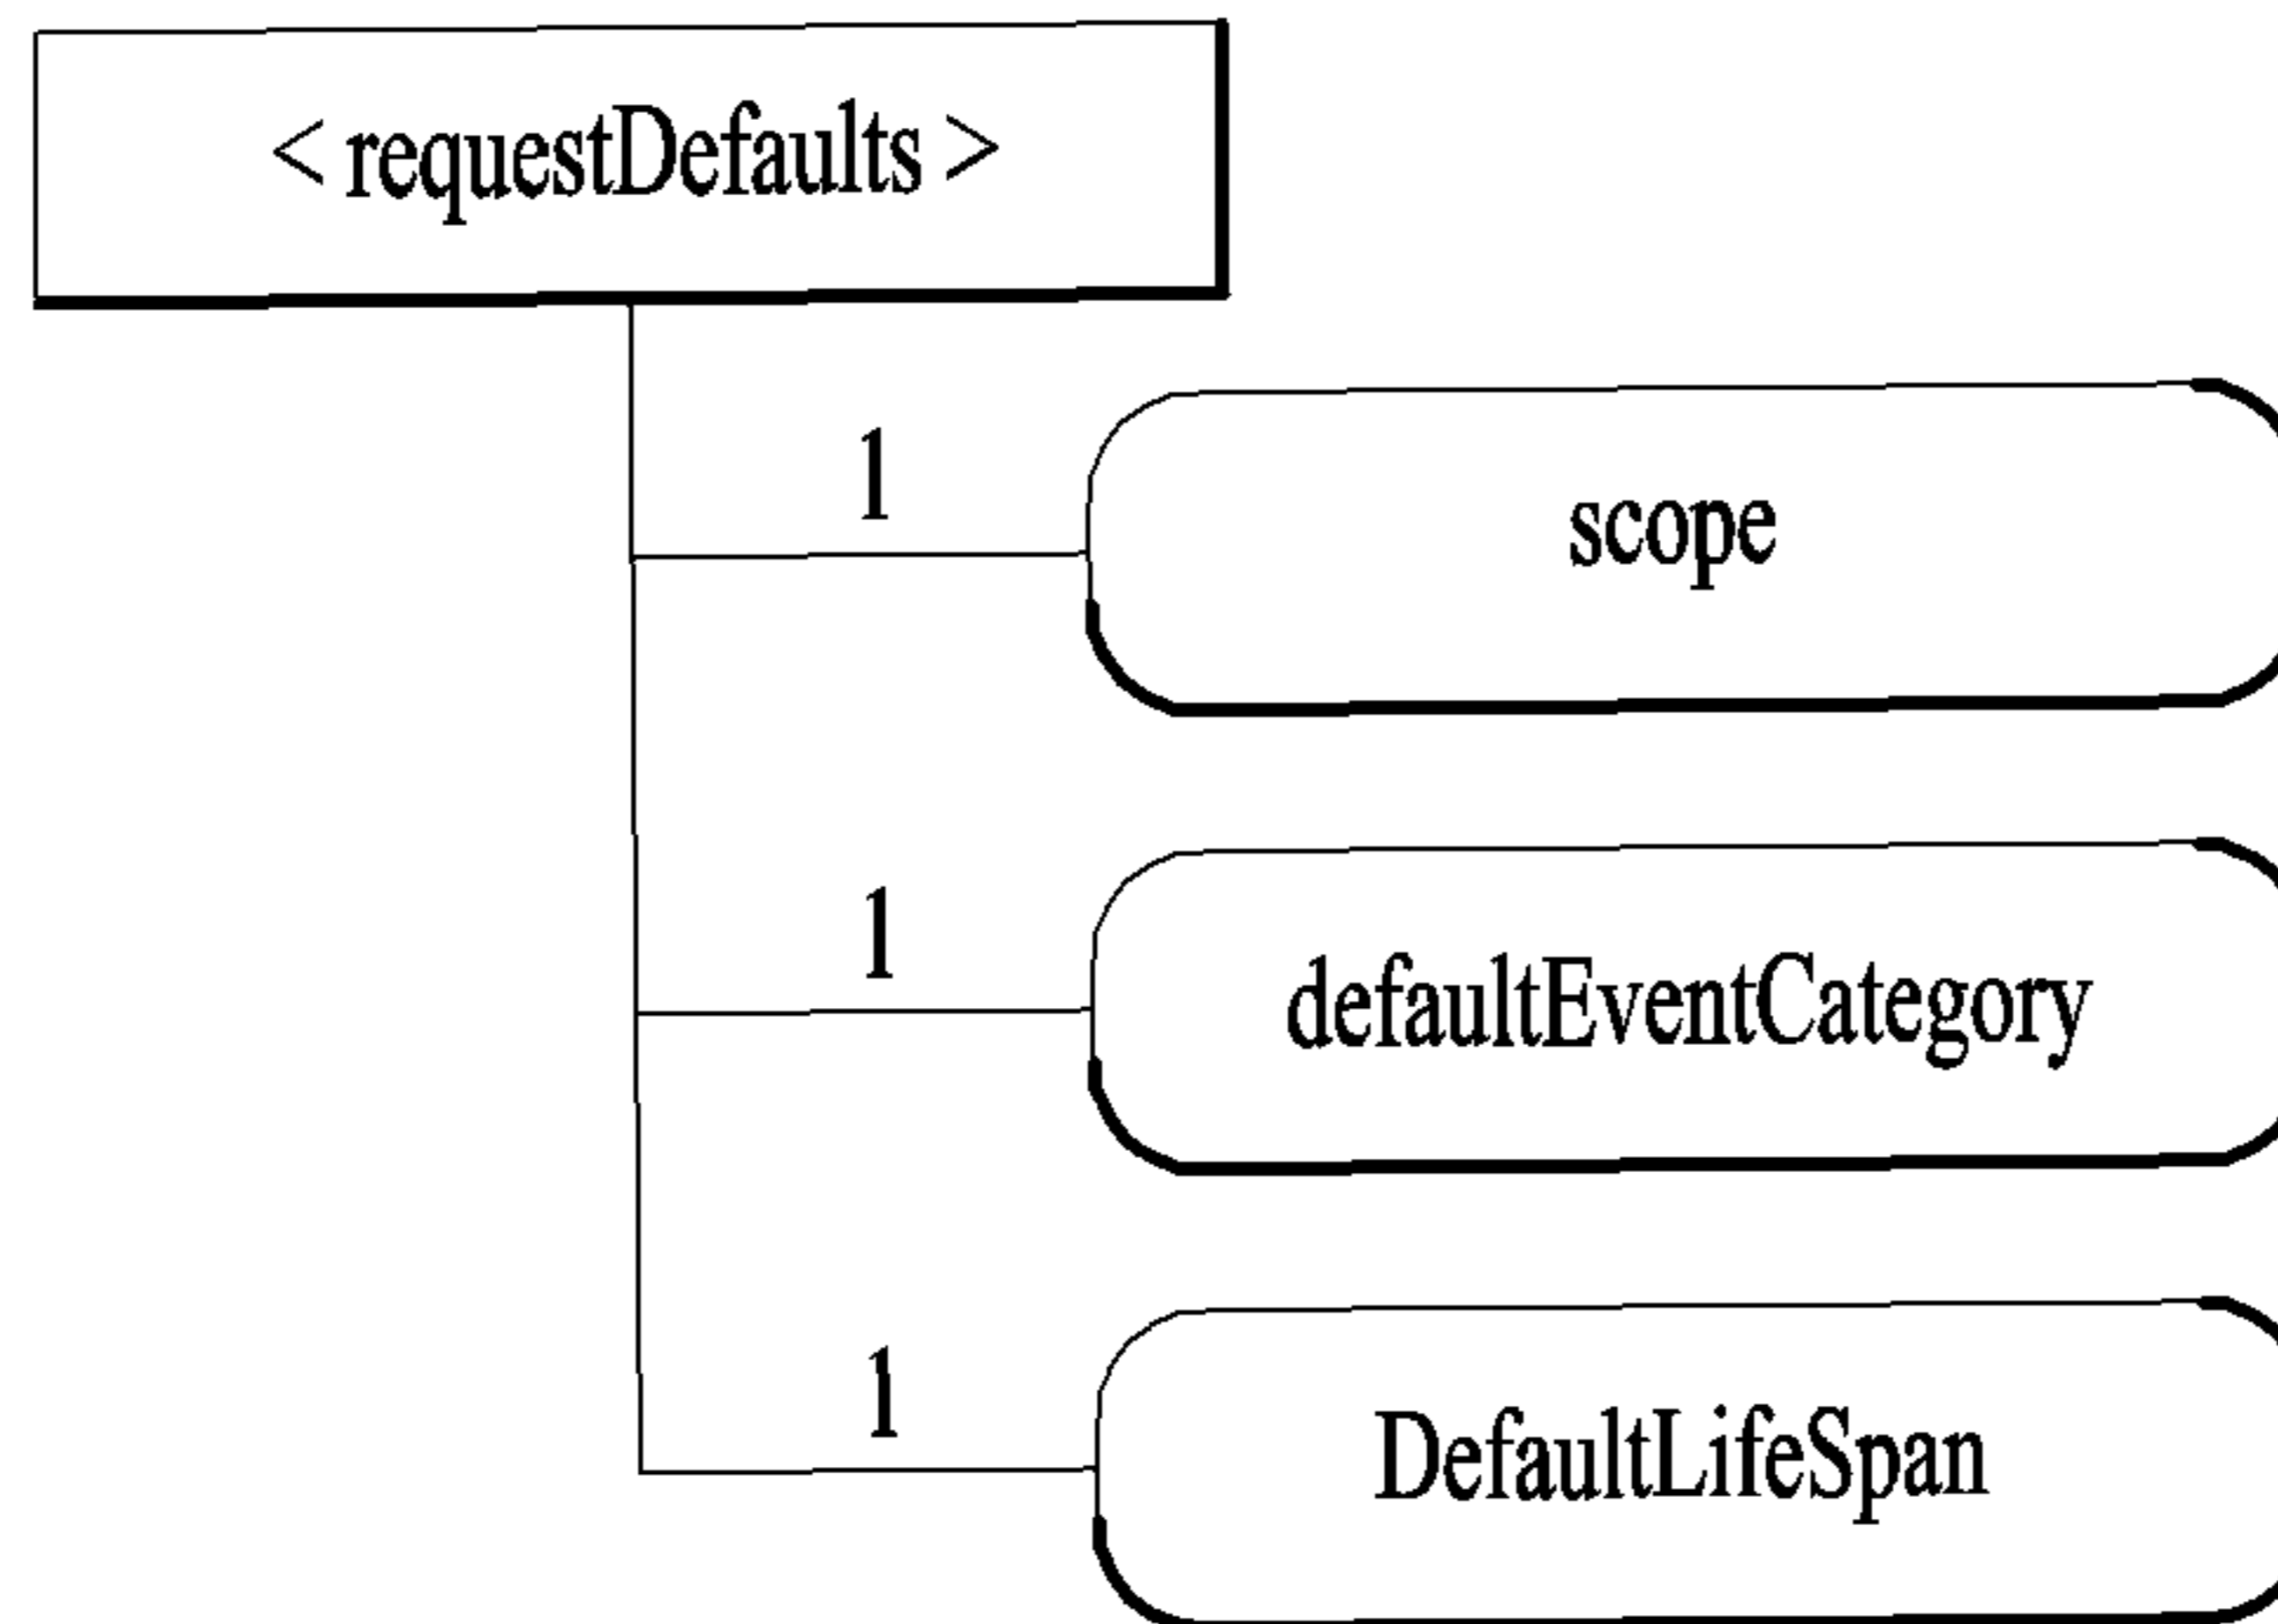 < requestDefaults >
1
scope
1
defaultEventCategory
1
DefaultLifeSpan